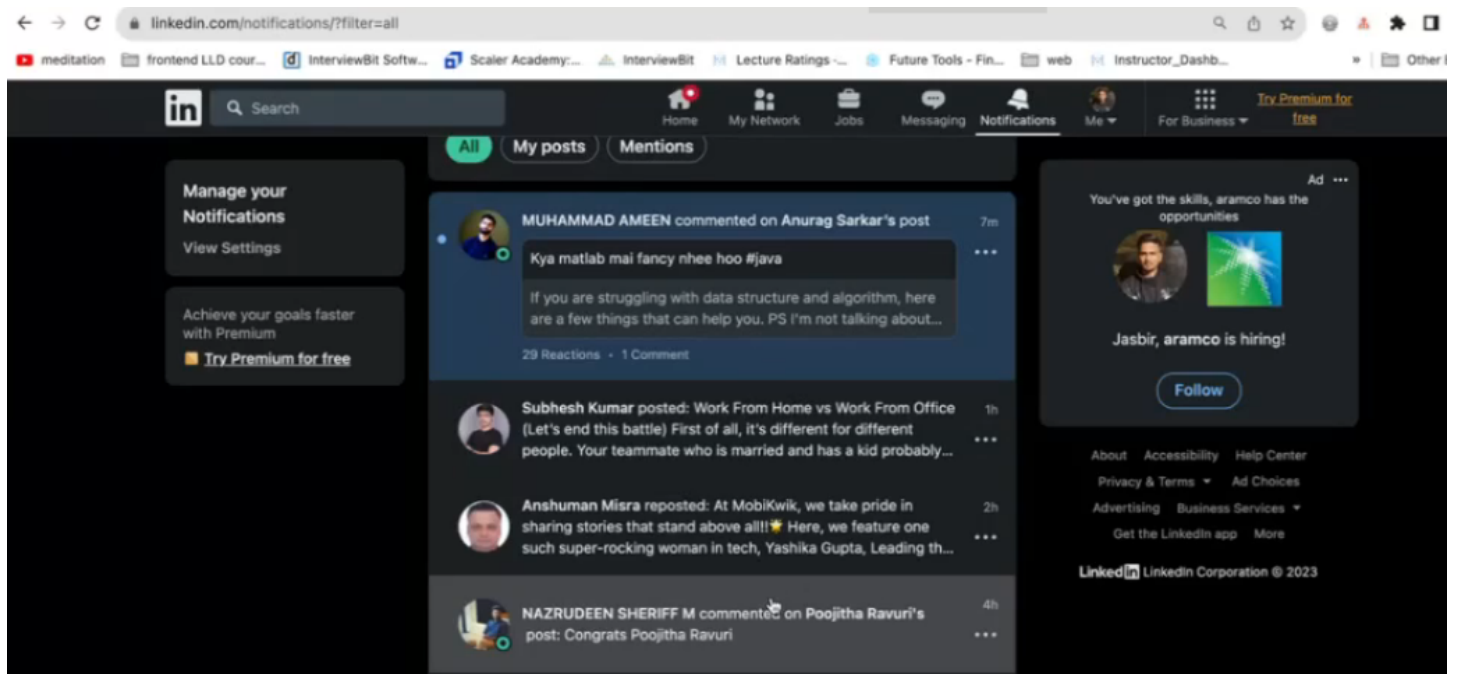 linkedin.com/notifications/?filter=all
meditation frontend LLD cour... InterviewBit Softw... Scaler Academy:... InterviewBit Lecture Ratings -... Future Tools - Fin... web Instructor_Dashb... » Other
in Search Home My Network Jobs Messaging Notifications Me For Business Try Premium for
free
All My posts Mentions
Manage your
Notifications
View Settings
Achieve your goals faster
with Premium
Try Premium for free
MUHAMMAD AMEEN commented on Anurag Sarkar's post 7m
Kya matlab mai fancy nhee hoo #java
If you are struggling with data structure and algorithm, here
are a few things that can help you. PS I'm not talking about...
29 Reactions • 1 Comment
Subhesh Kumar posted: Work From Home vs Work From Office 1h
(Let's end this battle) First of all, it's different for different
people. Your teammate who is married and has a kid probably...
Anshuman Misra reposted: At MobiKwik, we take pride in 2h
sharing stories that stand above all!!🌟 Here, we feature one
such super-rocking woman in tech, Yashika Gupta, Leading th...
NAZRUDEEN SHERIFF M commented on Poojitha Ravuri's 4h
post: Congrats Poojitha Ravuri
Ad
You've got the skills, aramco has the
opportunities
Jasbir, aramco is hiring!
Follow
About Accessibility Help Center
Privacy & Terms Ad Choices
Advertising Business Services
Get the LinkedIn app More
LinkedIn LinkedIn Corporation © 2023